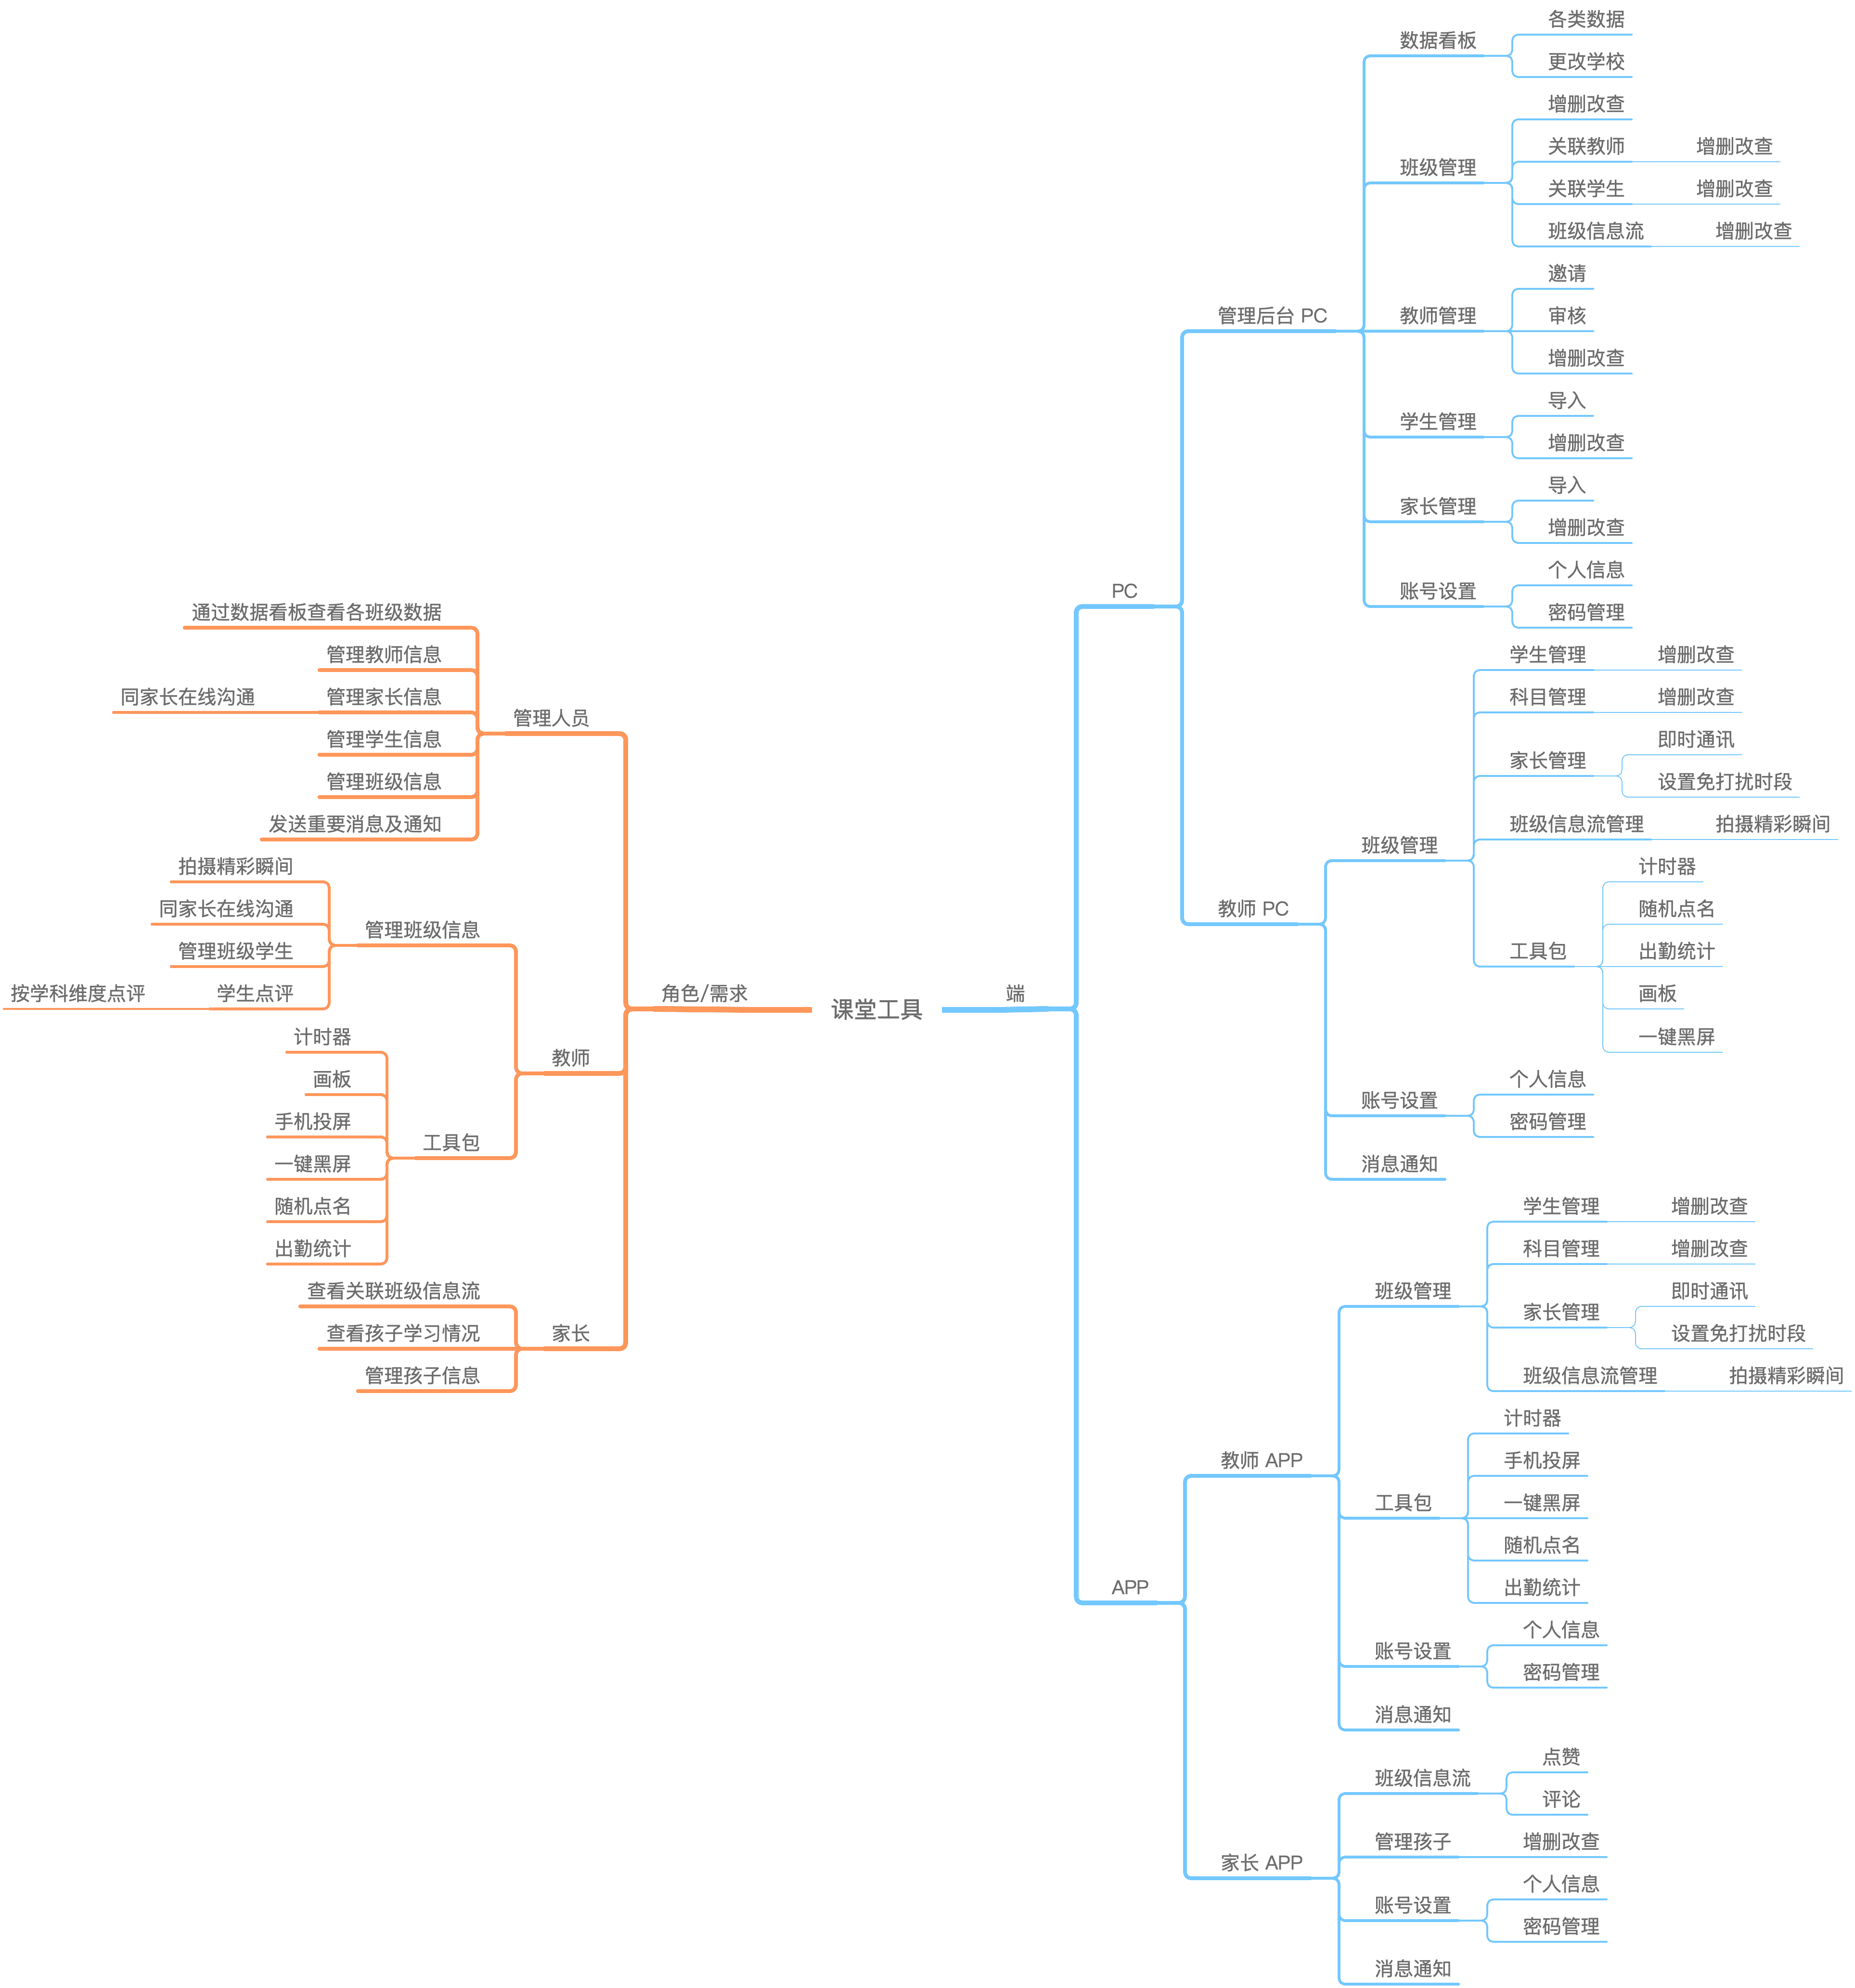 课堂工具
角色/需求
管理人员
通过数据看板查看各班级数据
管理教师信息
管理家长信息
同家长在线沟通
管理学生信息
管理班级信息
发送重要消息及通知
教师
管理班级信息
拍摄精彩瞬间
同家长在线沟通
管理班级学生
学生点评
按学科维度点评
工具包
计时器
画板
手机投屏
一键黑屏
随机点名
出勤统计
家长
查看关联班级信息流
查看孩子学习情况
管理孩子信息
端
PC
管理后台 PC
数据看板
各类数据
更改学校
班级管理
增删改查
关联教师
增删改查
关联学生
增删改查
班级信息流
增删改查
教师管理
邀请
审核
增删改查
学生管理
导入
增删改查
家长管理
导入
增删改查
账号设置
个人信息
密码管理
教师 PC
班级管理
学生管理
增删改查
科目管理
增删改查
家长管理
即时通讯
设置免打扰时段
班级信息流管理
拍摄精彩瞬间
工具包
计时器
随机点名
出勤统计
画板
一键黑屏
账号设置
个人信息
密码管理
消息通知
APP
教师 APP
班级管理
学生管理
增删改查
科目管理
增删改查
家长管理
即时通讯
设置免打扰时段
班级信息流管理
拍摄精彩瞬间
工具包
计时器
手机投屏
一键黑屏
随机点名
出勤统计
账号设置
个人信息
密码管理
消息通知
家长 APP
班级信息流
点赞
评论
管理孩子
增删改查
账号设置
个人信息
密码管理
消息通知